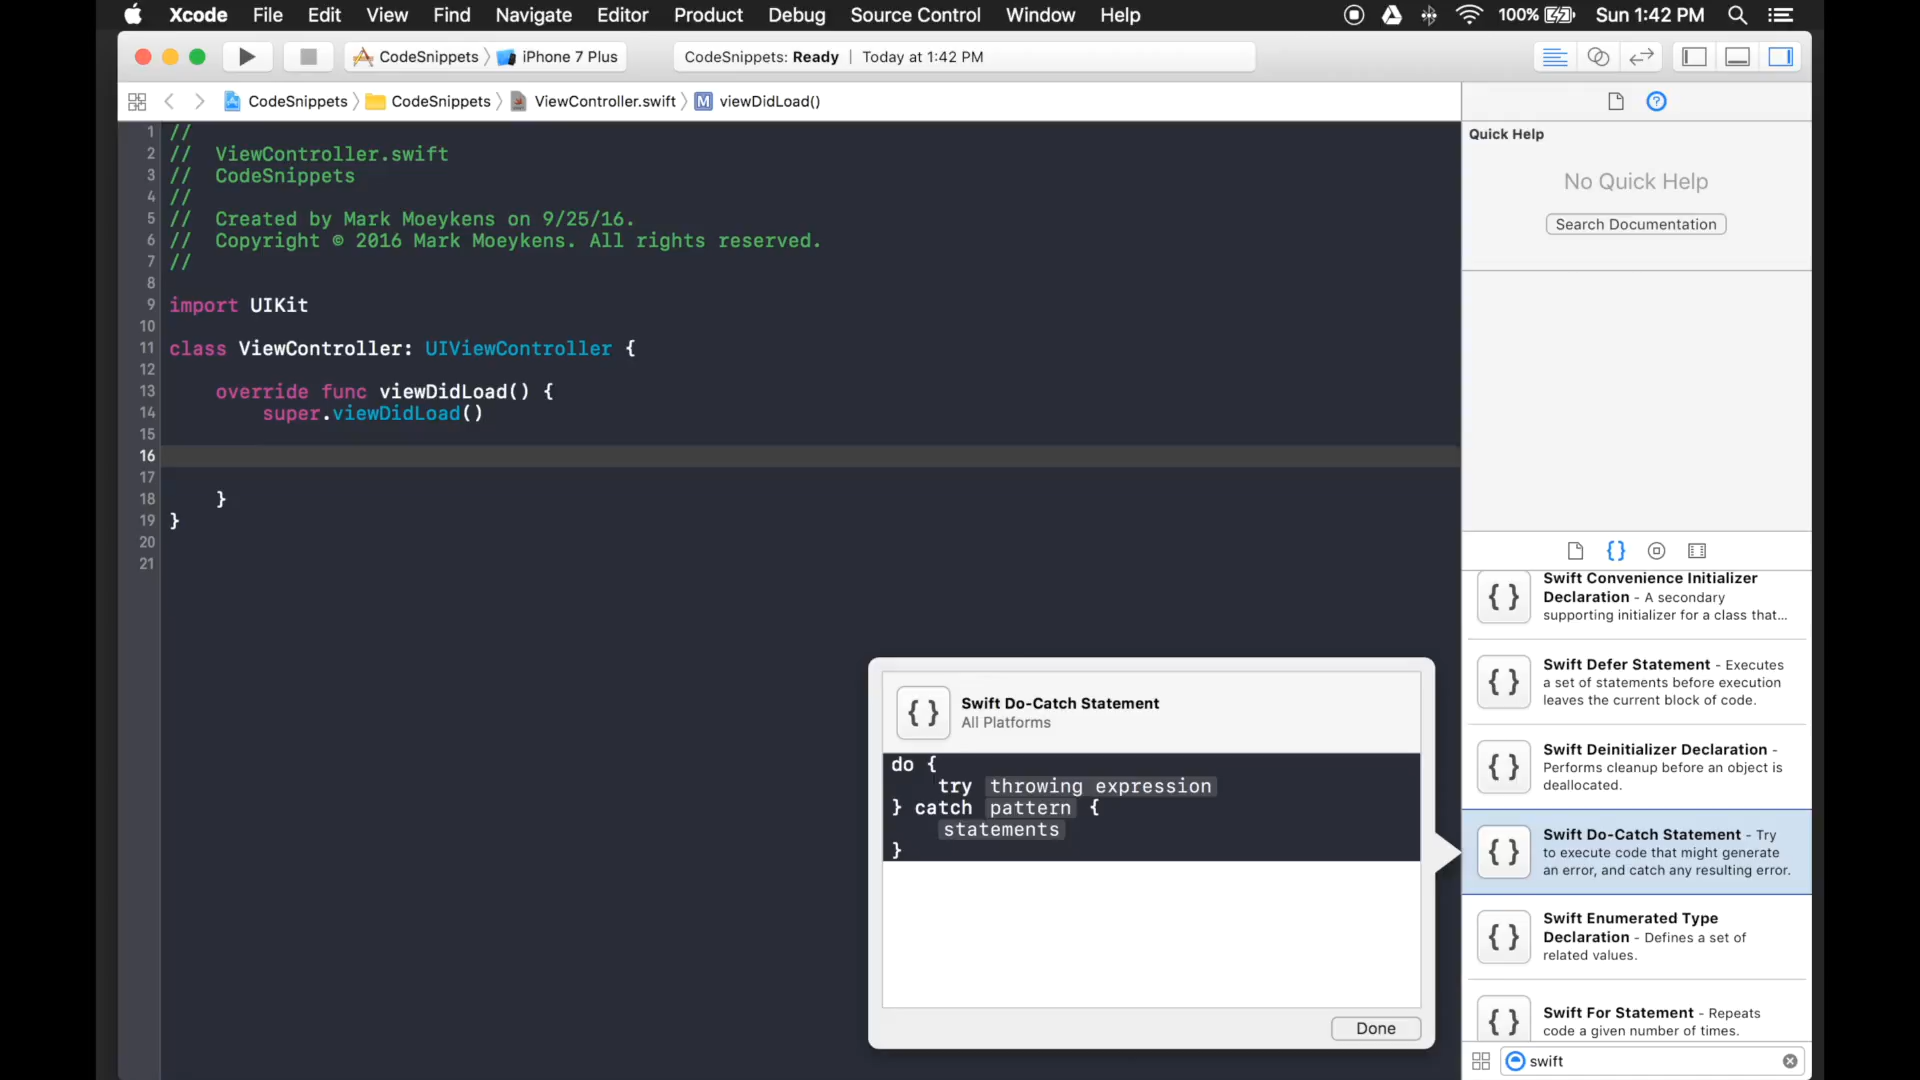 Xcode File Edit View Find Navigate Editor Product Debug Source Control Window Help 100% Sun 1:42 PM
CodeSnippets iPhone 7 Plus CodeSnippets: Ready | Today at 1:42 PM
CodeSnippets CodeSnippets ViewController.swift M viewDidLoad()
1 //
2 // ViewController.swift
3 // CodeSnippets
4 //
5 // Created by Mark Moeykens on 9/25/16.
6 // Copyright © 2016 Mark Moeykens. All rights reserved.
7 //
8
9 import UIKit
10
11 class ViewController: UIViewController {
12
13 override func viewDidLoad() {
14 super.viewDidLoad()
15
16
17
18 }
19 }
20
21
Quick Help
No Quick Help
Search Documentation
{ } Swift Convenience Initializer
Declaration - A secondary
supporting initializer for a class that...
{ } Swift Defer Statement - Executes
a set of statements before execution
leaves the current block of code.
{ } Swift Deinitializer Declaration -
Performs cleanup before an object is
deallocated.
{ } Swift Do-Catch Statement - Try
to execute code that might generate
an error, and catch any resulting error.
{ } Swift Enumerated Type
Declaration - Defines a set of
related values.
{ } Swift For Statement - Repeats
code a given number of times.
swift
{ } Swift Do-Catch Statement
All Platforms
do {
try throwing expression
} catch pattern {
statements
}
Done